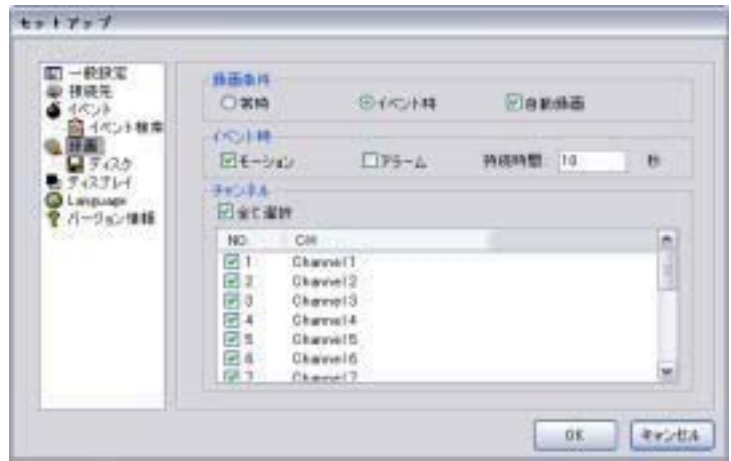 セットアップ
一般設定
接続先
イベント
イベント検索
録画
ディスク
ディスプレイ
Language
バージョン情報
録画条件
常時 イベント時 自動録画
イベント時
モーション アラーム 持続時間 10 秒
チャンネル
全て選択
NO. CH
1 Channel1
2 Channel2
3 Channel3
4 Channel4
5 Channel5
6 Channel6
7 Channel7
OK キャンセル